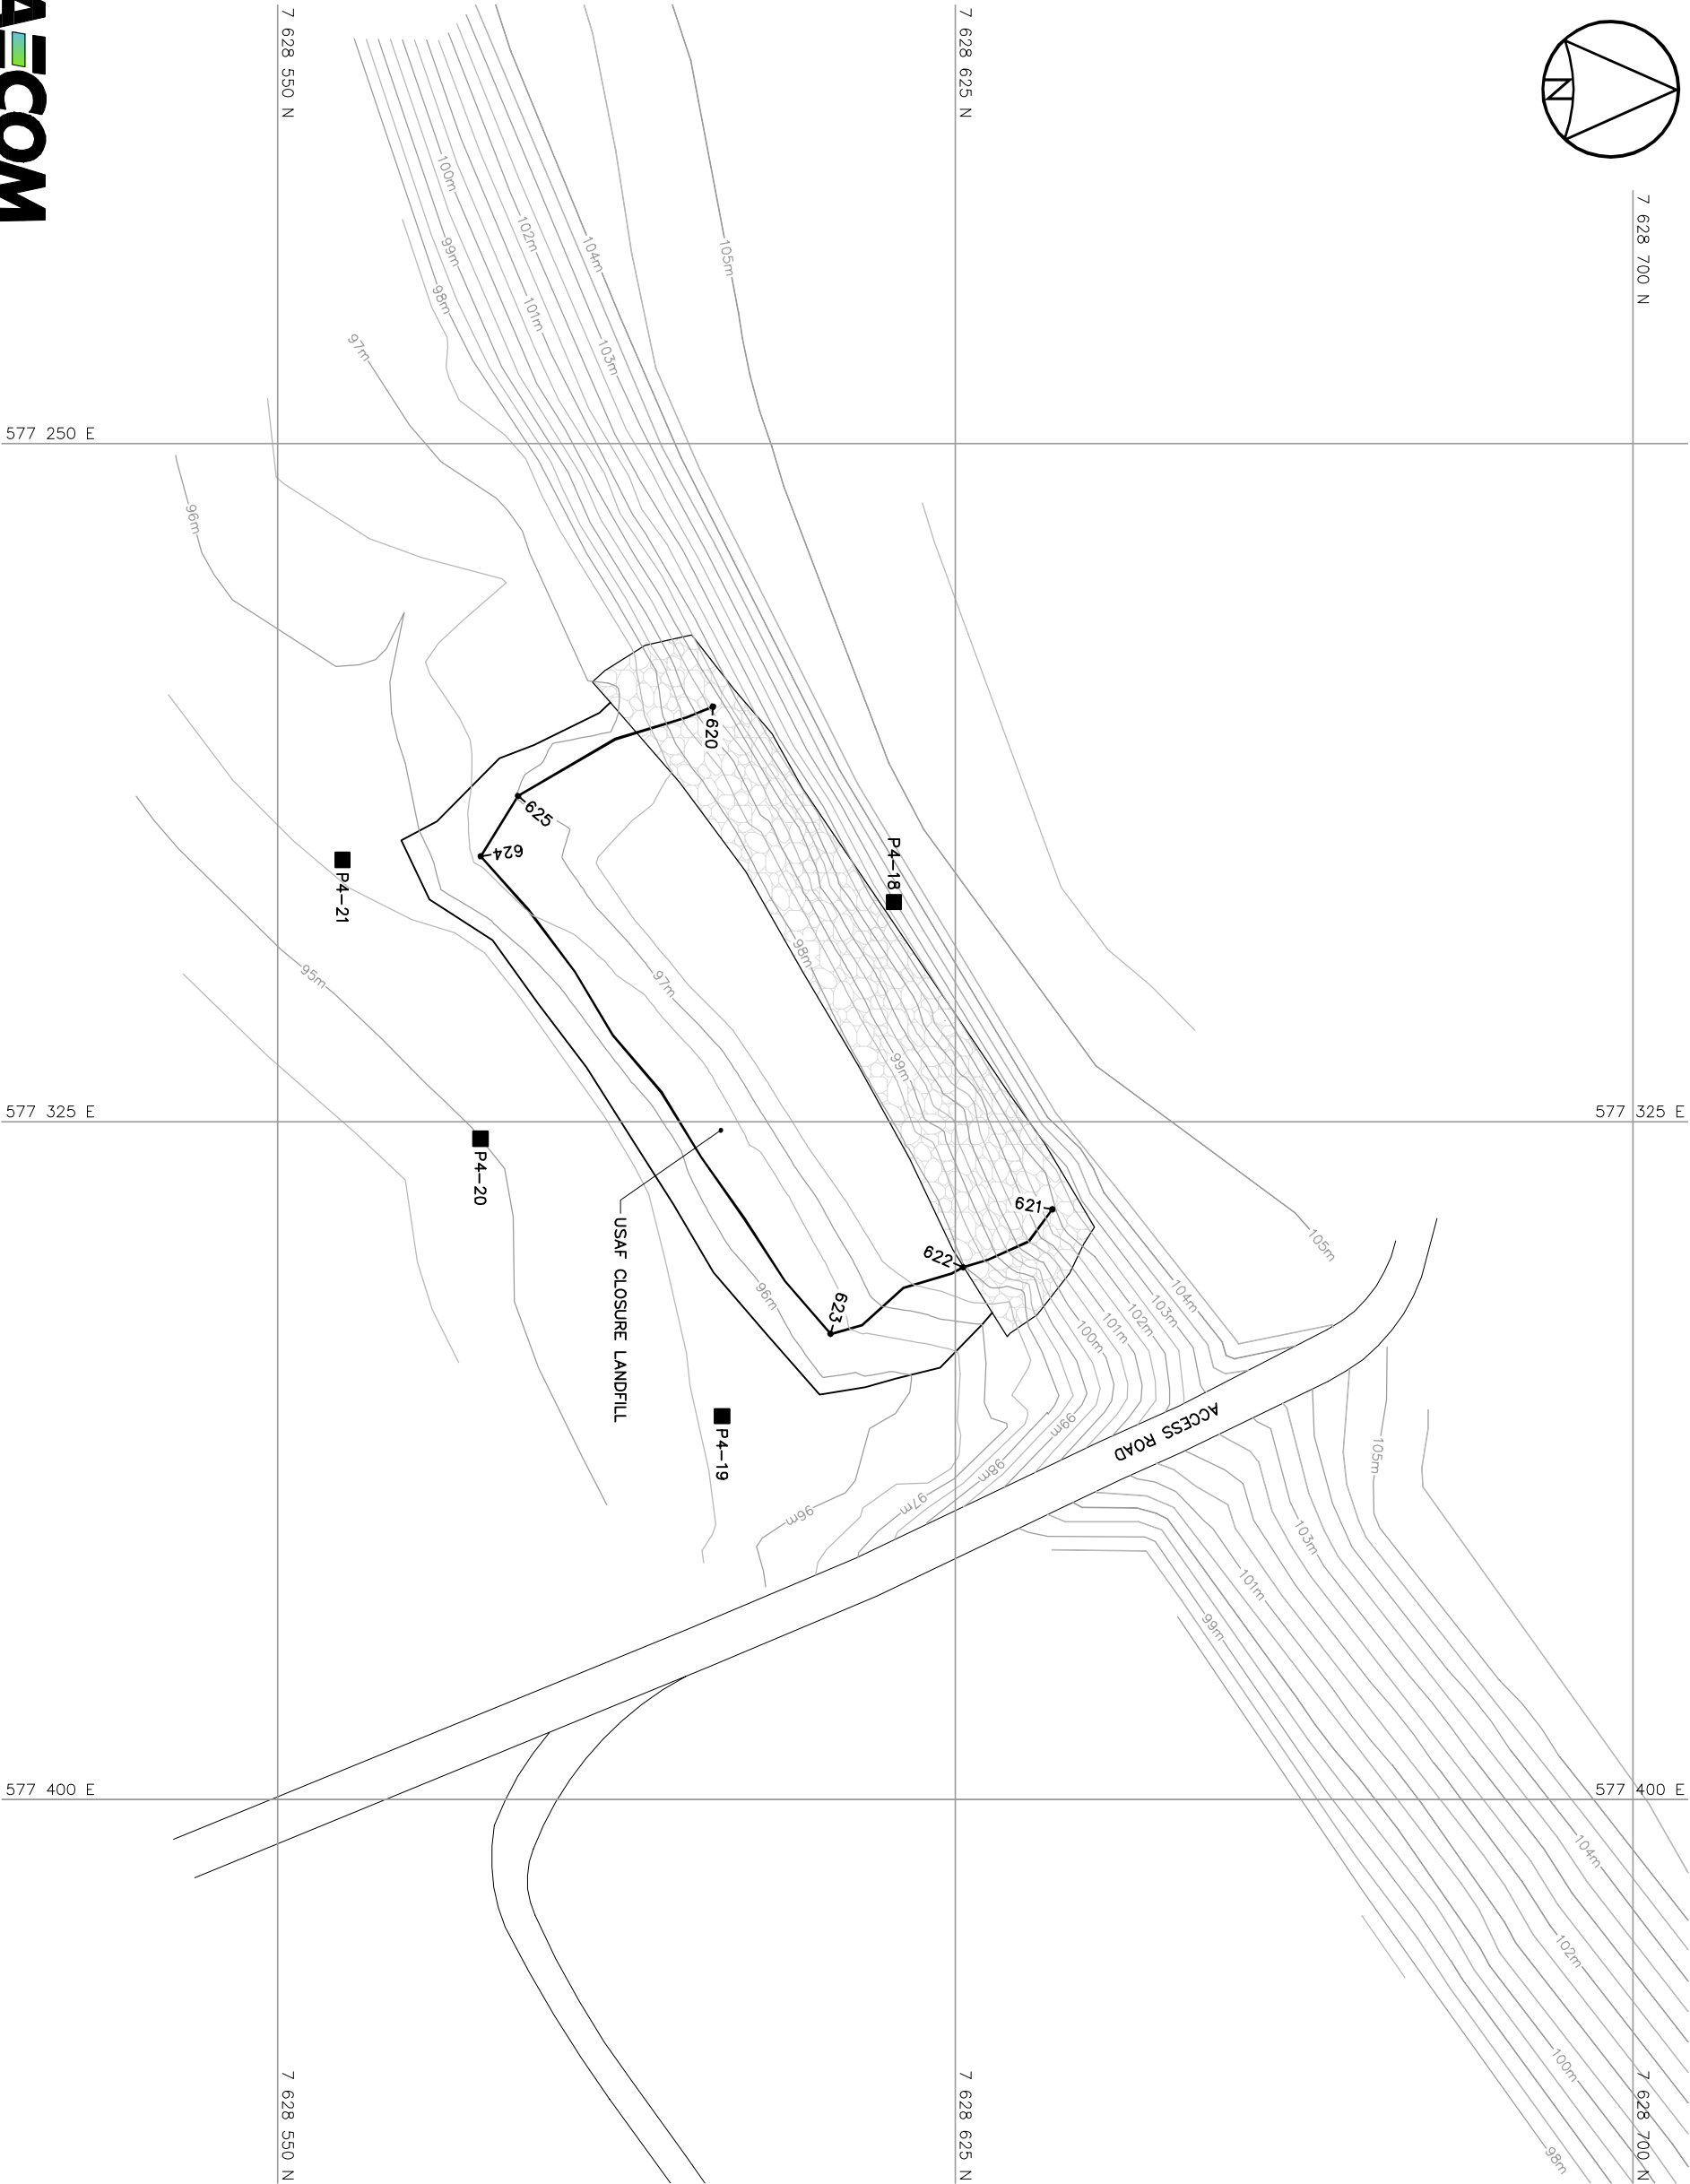 AECOM
N
7 628 550 N
7 628 625 N
7 628 700 N
577 250 E
577 325 E
577 325 E
577 400 E
577 400 E
7 628 550 N
7 628 625 N
7 628 700 N
100m
99m
98m
97m
96m
102m
101m
104m
103m
105m
620
625
624
P4-18
P4-21
95m
98m
97m
99m
P4-20
621
622
623
96m
USAF CLOSURE LANDFILL
P4-19
105m
104m
103m
102m
101m
100m
99m
98m
97m
96m
ACCESS ROAD
105m
103m
101m
99m
104m
102m
100m
98m